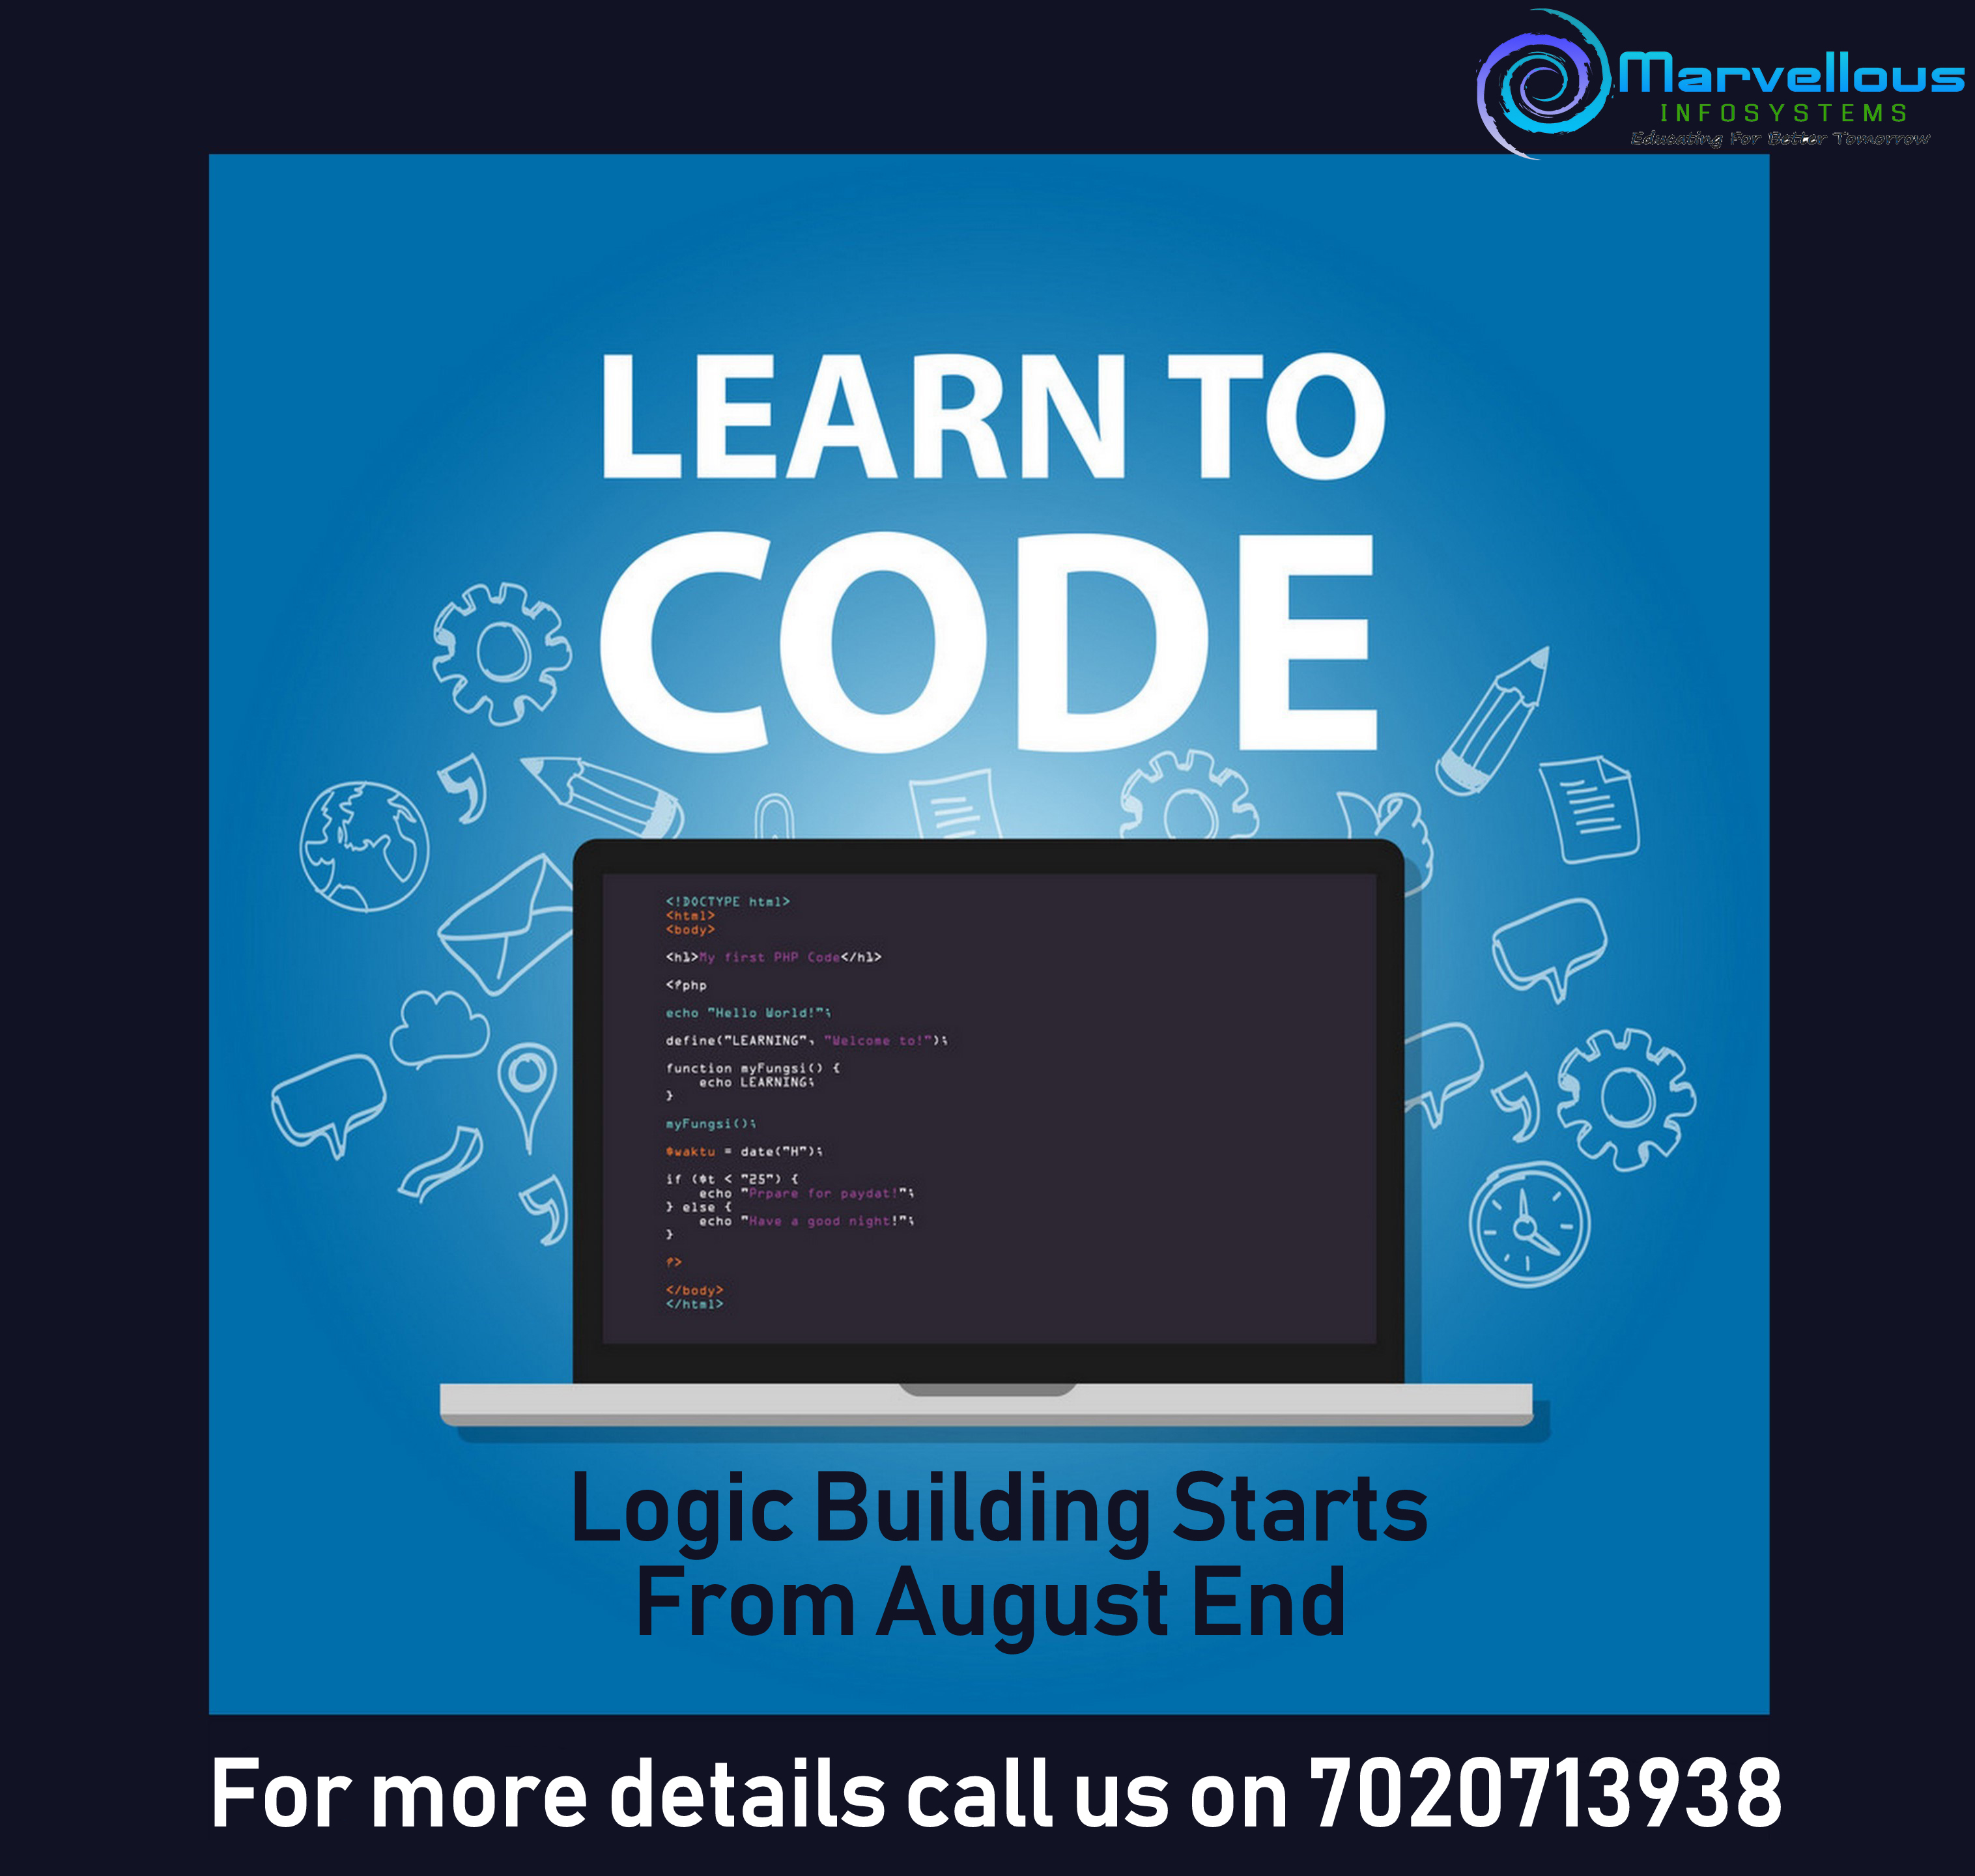 Marvellous
INFOSYSTEMS
Educating For Better Tomorrow
LEARN TO
CODE
<!DOCTYPE html>
<html>
<body>
<h1>My first PHP Code</h1>
<?php
echo "Hello World!";
define("LEARNING", "Welcome to!");
function myFungsi() {
echo LEARNING;
}
myFungsi();
$waktu = date("H");
if ($t < "25") {
echo "Prpare for paydat!";
} else {
echo "Have a good night!";
}
?>
</body>
</html>
Logic Building Starts
From August End
For more details call us on 7020713938